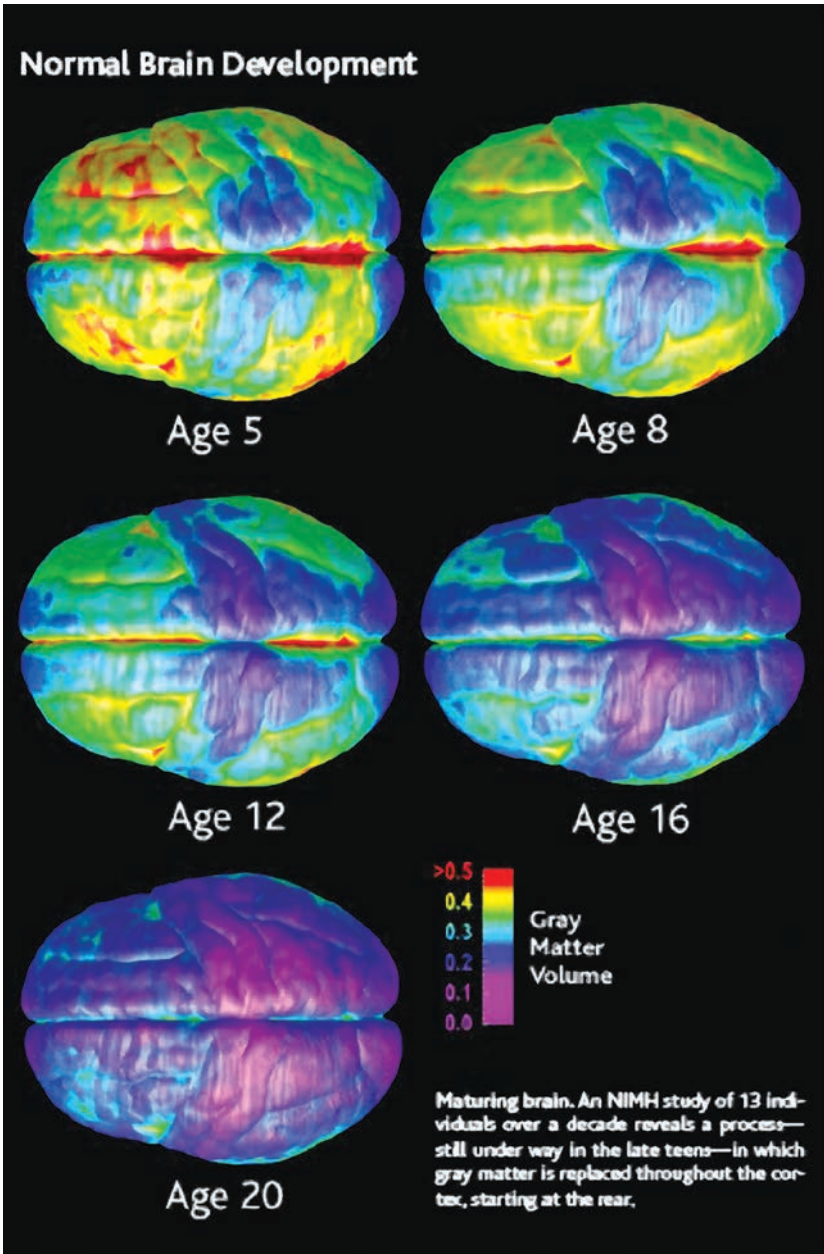 Normal Brain Development
Age 5
Age 8
Age 12
Age 16
>0.5
0.4
0.3
0.2
0.1
0.0
Gray
Matter
Volume
Age 20
Maturing brain. An NIMH study of 13 indi-
viduals over a decade reveals a process—
still under way in the late teens—in which
gray matter is replaced throughout the cor-
tex, starting at the rear.